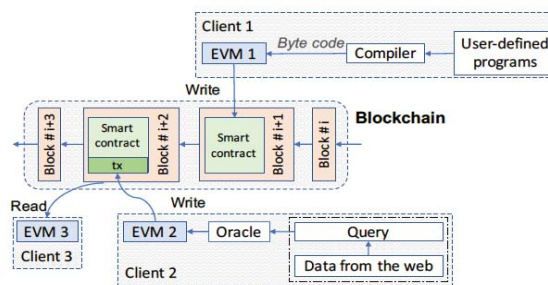 Client 1
EVM 1
Byte code
Compiler
User-defined
programs
Write
Blockchain
Block # i+3
Smart
contract
tx
Block # i+2
Smart
contract
Block # i+1
Block # i
Read
Write
EVM 3
Client 3
EVM 2
Oracle
Query
Data from the web
Client 2